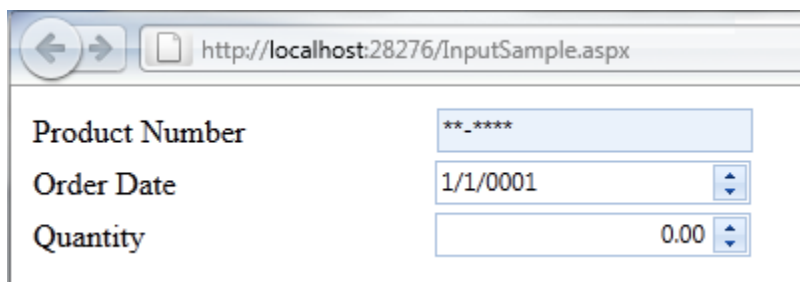 http://localhost:28276/InputSample.aspx
Product Number **-****
Order Date 1/1/0001
Quantity 0.00